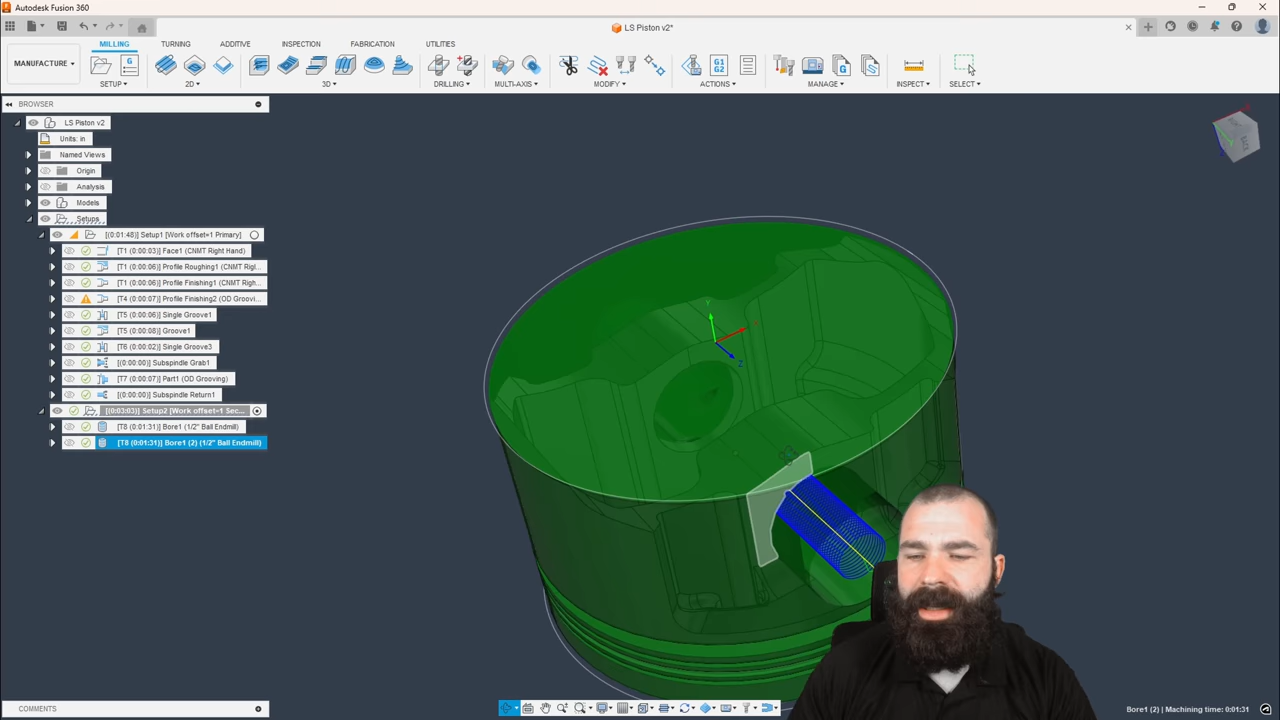 Autodesk Fusion 360
LS Piston v2*
MILLING TURNING ADDITIVE INSPECTION FABRICATION UTILITIES
MANUFACTURE
SETUP 2D 3D DRILLING MULTI-AXIS MODIFY ACTIONS MANAGE INSPECT SELECT
BROWSER
LS Piston v2
Units: in
Named Views
Origin
Analysis
Models
Setups
[(0:01:48)] Setup1 [Work offset=1 Primary]
[T1 (0:00:03)] Face1 (CNMT Right Hand)
[T1 (0:00:06)] Profile Roughing1 (CNMT Rig...
[T1 (0:00:06)] Profile Finishing1 (CNMT Righ...
[T4 (0:00:07)] Profile Finishing2 (OD Groovi...
[T5 (0:00:06)] Single Groove1
[T5 (0:00:08)] Groove1
[T6 (0:00:02)] Single Groove3
[(0:00:00)] Subspindle Grab1
[T7 (0:00:07)] Part1 (OD Grooving)
[(0:00:00)] Subspindle Return1
[(0:03:03)] Setup2 [Work offset=1 Sec...
[T8 (0:01:31)] Bore1 (1/2" Ball Endmill)
[T8 (0:01:31)] Bore1 (2) (1/2" Ball Endmill)
Y
Z
COMMENTS
Bore1 (2) | Machining time: 0:01:31